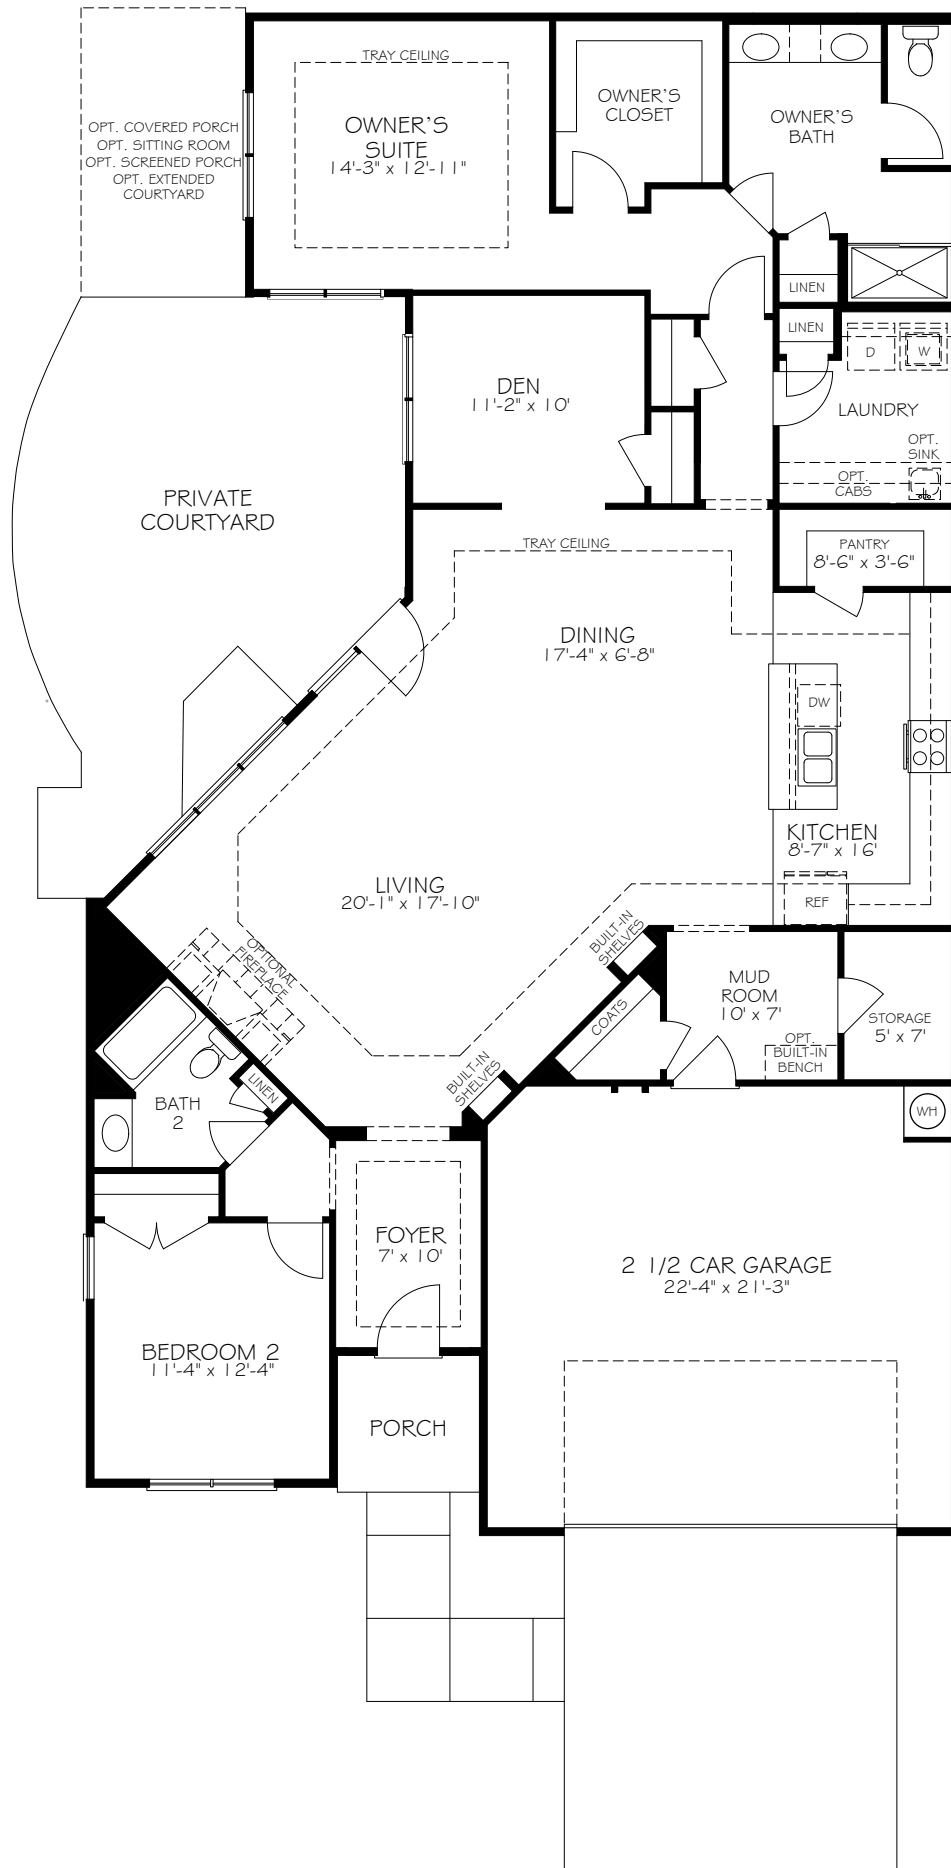 TRAY CEILING
OWNER'S
SUITE
14'-3" x 12'-11"
OWNER'S
CLOSET
OWNER'S
BATH
OPT. COVERED PORCH
OPT. SITTING ROOM
OPT. SCREENED PORCH
OPT. EXTENDED
COURTYARD
LINEN
LINEN
D
W
DEN
11'-2" x 10'
LAUNDRY
OPT.
SINK
OPT.
CABS
PRIVATE
COURTYARD
TRAY CEILING
PANTRY
8'-6" x 3'-6"
DINING
17'-4" x 6'-8"
DW
KITCHEN
8'-7" x 16'
REF
LIVING
20'-1" x 17'-10"
OPTIONAL
FIREPLACE
BUILT-IN
SHELVES
MUD
ROOM
10' x 7'
STORAGE
5' x 7'
COATS
OPT.
BUILT-IN
BENCH
BUILT-IN
SHELVES
LINEN
BATH
2
WH
FOYER
7' x 10'
2 1/2 CAR GARAGE
22'-4" x 21'-3"
BEDROOM 2
11'-4" x 12'-4"
PORCH